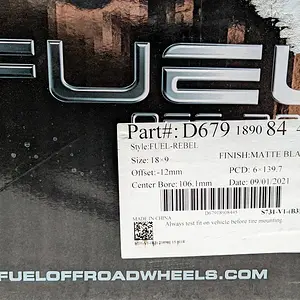 FUEL
Part#: D679 1890 84
Style:FUEL-REBEL
Size: 18×9
FINISH:MATTE BLA
Offset:-12mm
PCD: 6×139.7
Center Bore: 106.1mm
Date: 09/01/2021
MADE IN CHINA
Always test fit on vehicle before tire mounting.
FUELOFFROADWHEELS.COM